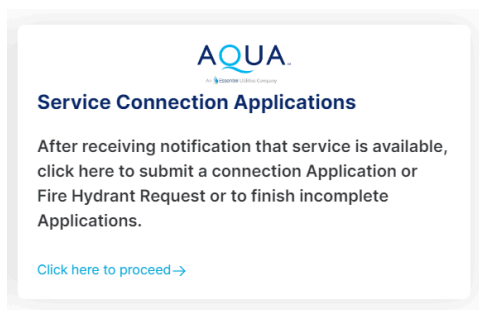 AQUA
An Essential Utilities Company
Service Connection Applications
After receiving notification that service is available,
click here to submit a connection Application or
Fire Hydrant Request or to finish incomplete
Applications.
Click here to proceed→